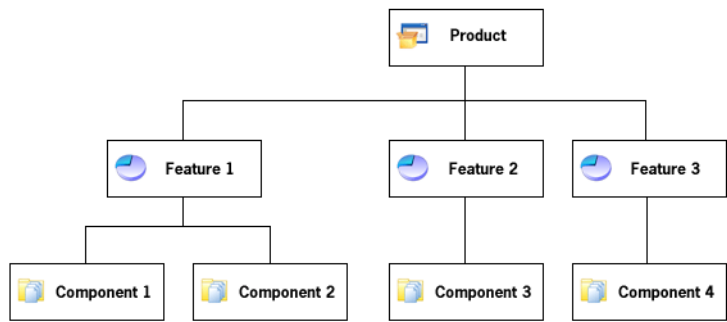 Product
Feature 1
Feature 2
Feature 3
Component 1
Component 2
Component 3
Component 4